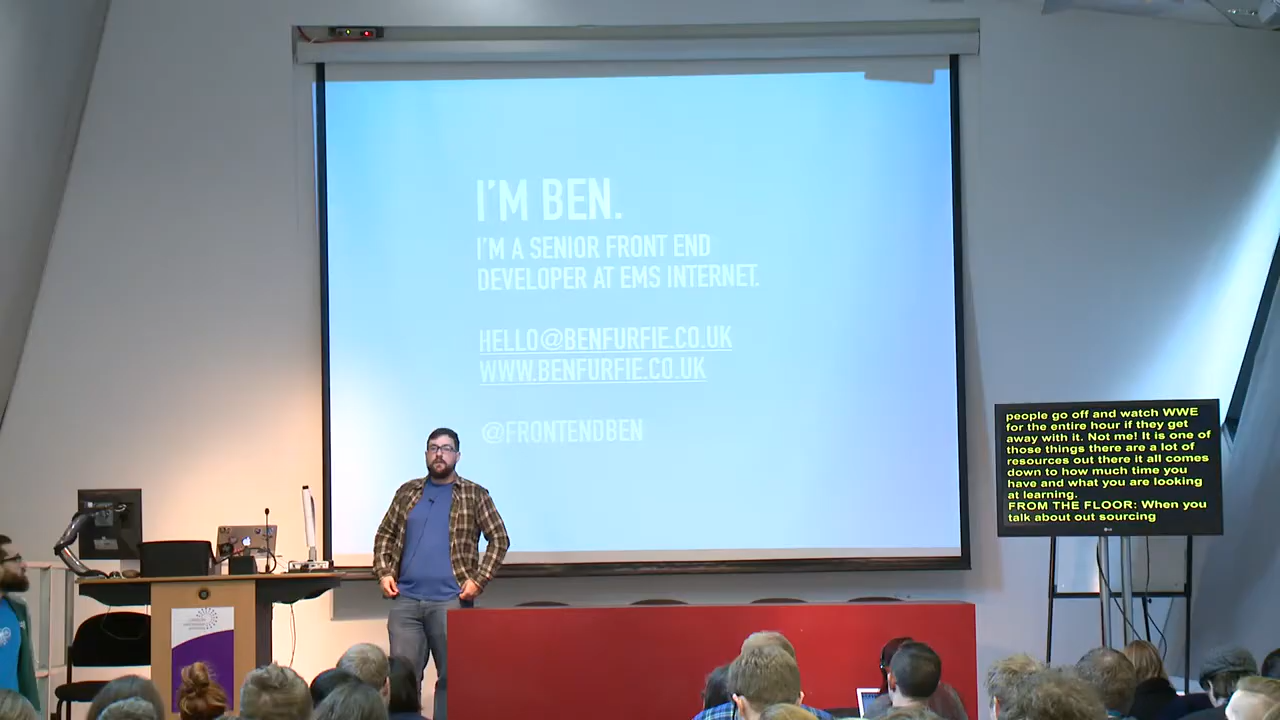 I'M BEN.
I'M A SENIOR FRONT END
DEVELOPER AT EMS INTERNET.
HELLO@BENFURFIE.CO.UK
WWW.BENFURFIE.CO.UK
@FRONTENDBEN
people go off and watch WWE
for the entire hour if they get
away with it. Not me! It is one of
those things there are a lot of
resources out there it all comes
down to how much time you
have and what you are looking
at learning.
FROM THE FLOOR: When you
talk about out sourcing